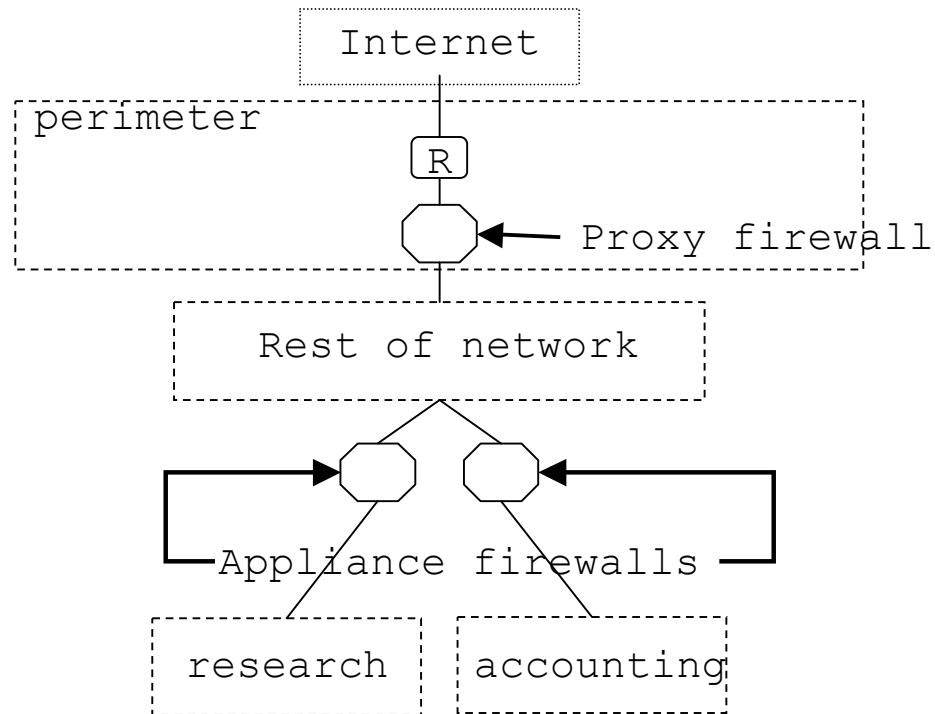 Internet
perimeter
R
Proxy firewall
Rest of network
Appliance firewalls
research
accounting